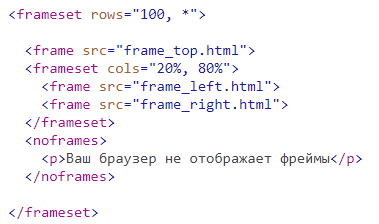 <frameset rows="100, *">
<frame src="frame_top.html">
<frameset cols="20%, 80%">
<frame src="frame_left.html">
<frame src="frame_right.html">
</frameset>
<noframes>
<p>Ваш браузер не отображает фреймы</p>
</noframes>
</frameset>